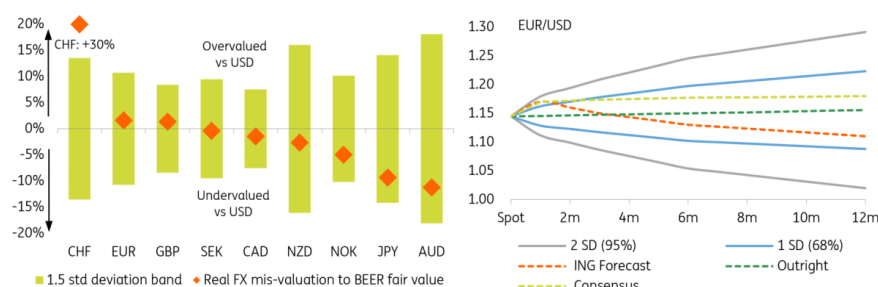 20%
15%
10%
5%
0%
-5%
-10%
-15%
-20%
CHF: +30%
Overvalued
vs USD
Undervalued
vs USD
CHF EUR GBP SEK CAD NZD NOK JPY AUD
1.5 std deviation band Real FX mis-valuation to BEER fair value
EUR/USD
1.30
1.25
1.20
1.15
1.10
1.05
1.00
Spot 2m 4m 6m 8m 10m 12m
2 SD (95%) 1 SD (68%)
ING Forecast Outright
Consensus